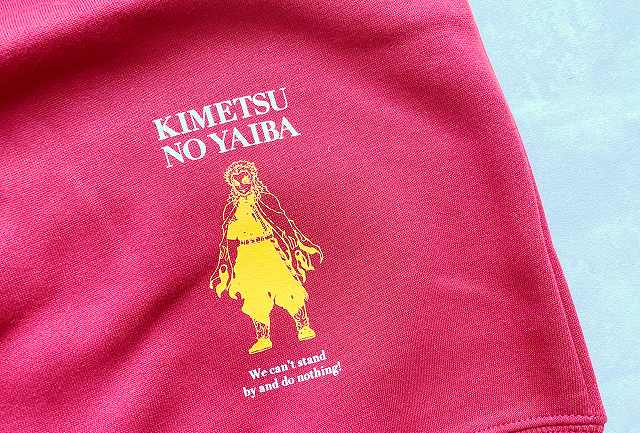 KIMETSU
NO YAIBA
We can't stand
by and do nothing!